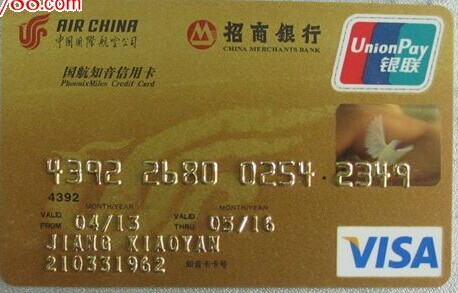 /66.com
AIR CHINA
中国国际航空公司
招商银行
CHINA MERCHANTS BANK
UnionPay
银联
国航知音信用卡
PhoenixMiles Credit Card
4392 2680 0254 2349
4392
MONTH/YEAR MONTH/YEAR
VALID FROM 04/13 VALID THRU 03/16
JIANG XIAOYAN
210331962 知音卡卡号
VISA